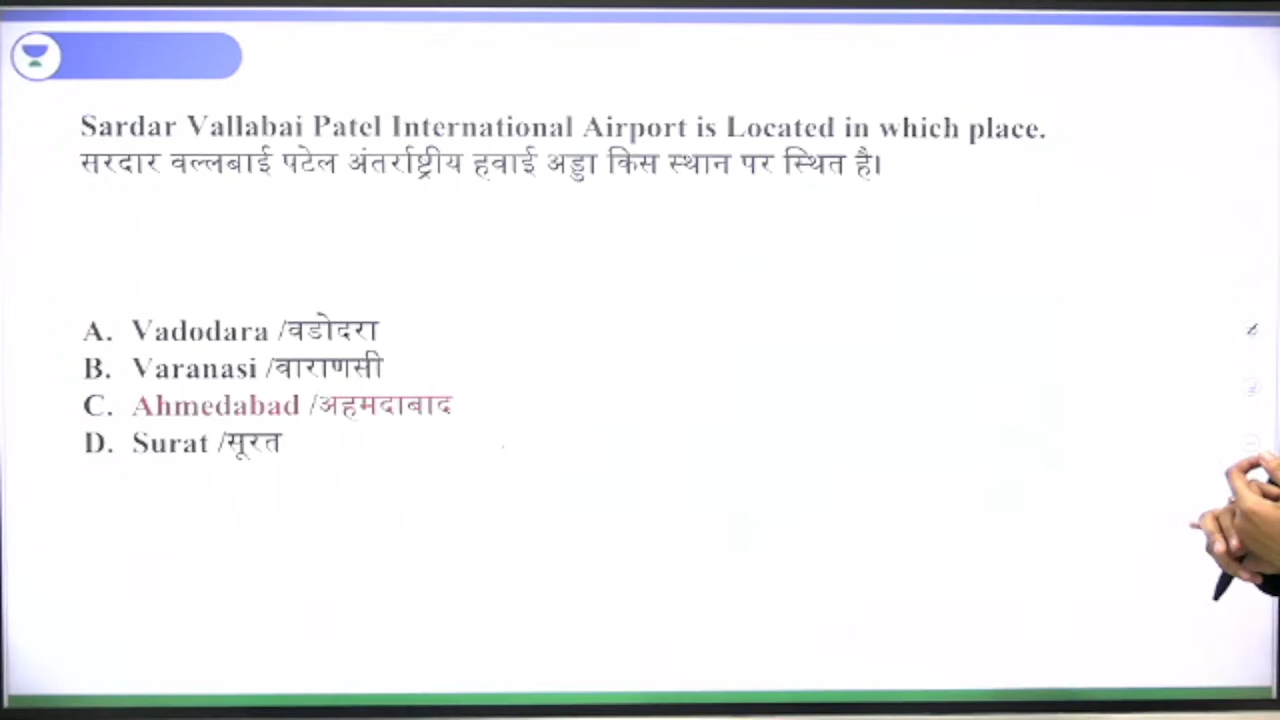 Sardar Vallabai Patel International Airport is Located in which place.
सरदार वल्लबाई पटेल अंतर्राष्ट्रीय हवाई अड्डा किस स्थान पर स्थित है।
A. Vadodara /वडोदरा
B. Varanasi /वाराणसी
C. Ahmedabad /अहमदाबाद
D. Surat /सूरत